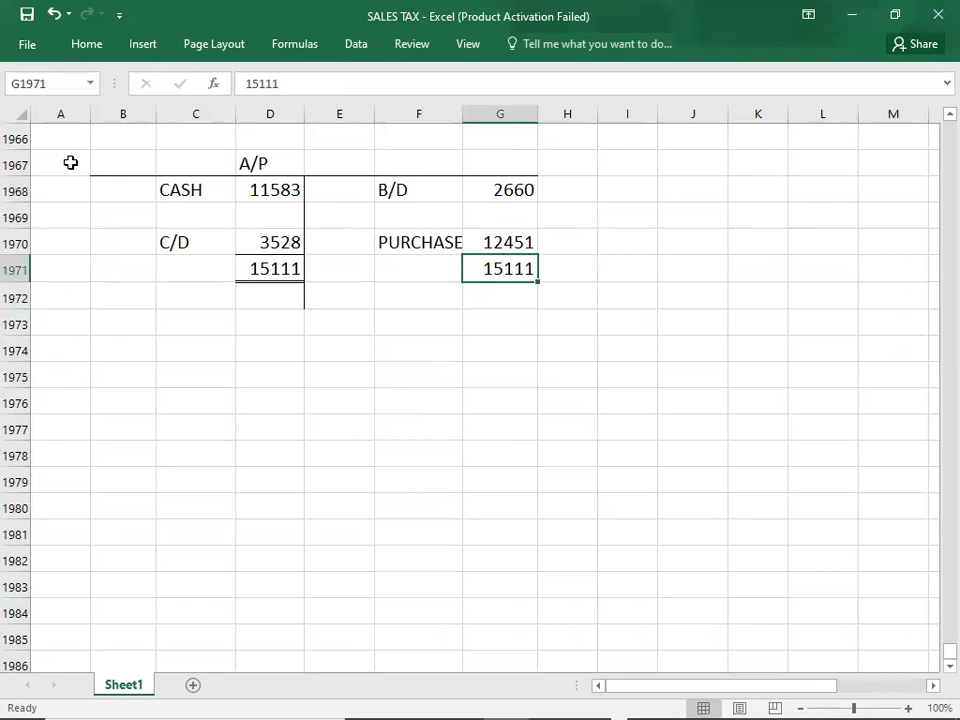 SALES TAX - Excel (Product Activation Failed)
File Home Insert Page Layout Formulas Data Review View Tell me what you want to do... Share
G1971 fx 15111
A B C D E F G H I J K L M
1966
1967 A/P
1968 CASH 11583 B/D 2660
1969
1970 C/D 3528 PURCHASE 12451
1971 15111 15111
1972
1973
1974
1975
1976
1977
1978
1979
1980
1981
1982
1983
1984
1985
1986
Sheet1
Ready 100%